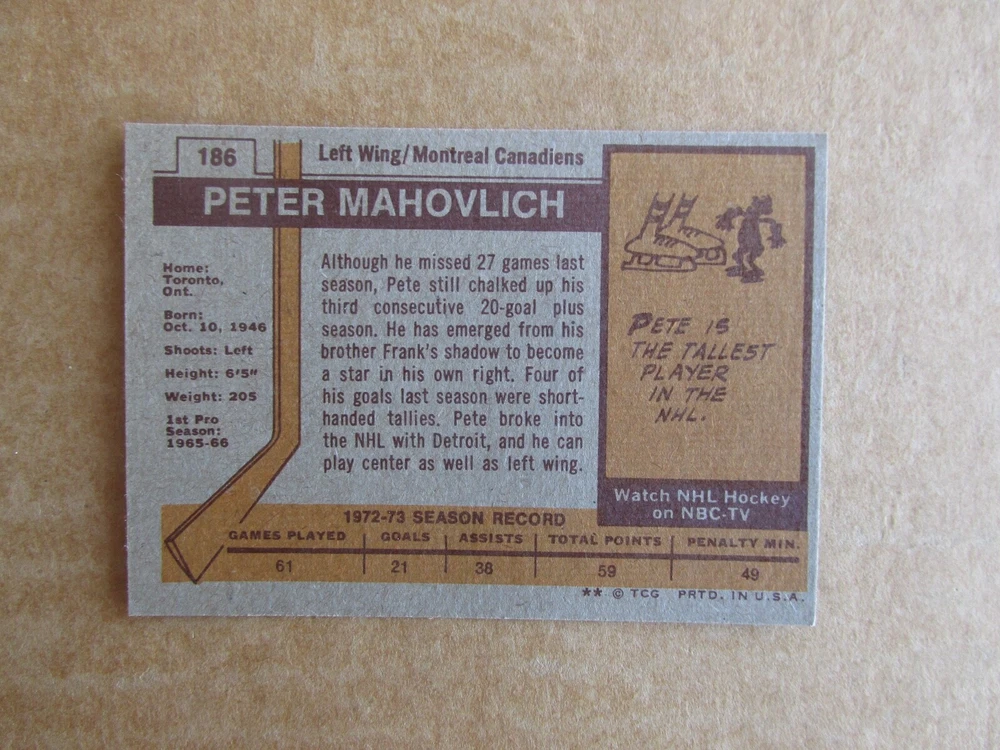 186
Left Wing/Montreal Canadiens
PETER MAHOVLICH
Home:
Toronto,
Ont.
Born:
Oct. 10, 1946
Shoots: Left
Height: 6'5"
Weight: 205
1st Pro
Season:
1965-66
Although he missed 27 games last
season, Pete still chalked up his
third consecutive 20-goal plus
season. He has emerged from his
brother Frank's shadow to become
a star in his own right. Four of
his goals last season were short-
handed tallies. Pete broke into
the NHL with Detroit, and he can
play center as well as left wing.
PETE IS
THE TALLEST
PLAYER
IN THE
NHL.
Watch NHL Hockey
on NBC-TV
1972-73 SEASON RECORD
GAMES PLAYED GOALS ASSISTS TOTAL POINTS PENALTY MIN.
61 21 38 59 49
** © TCG PRTD. IN U.S.A.